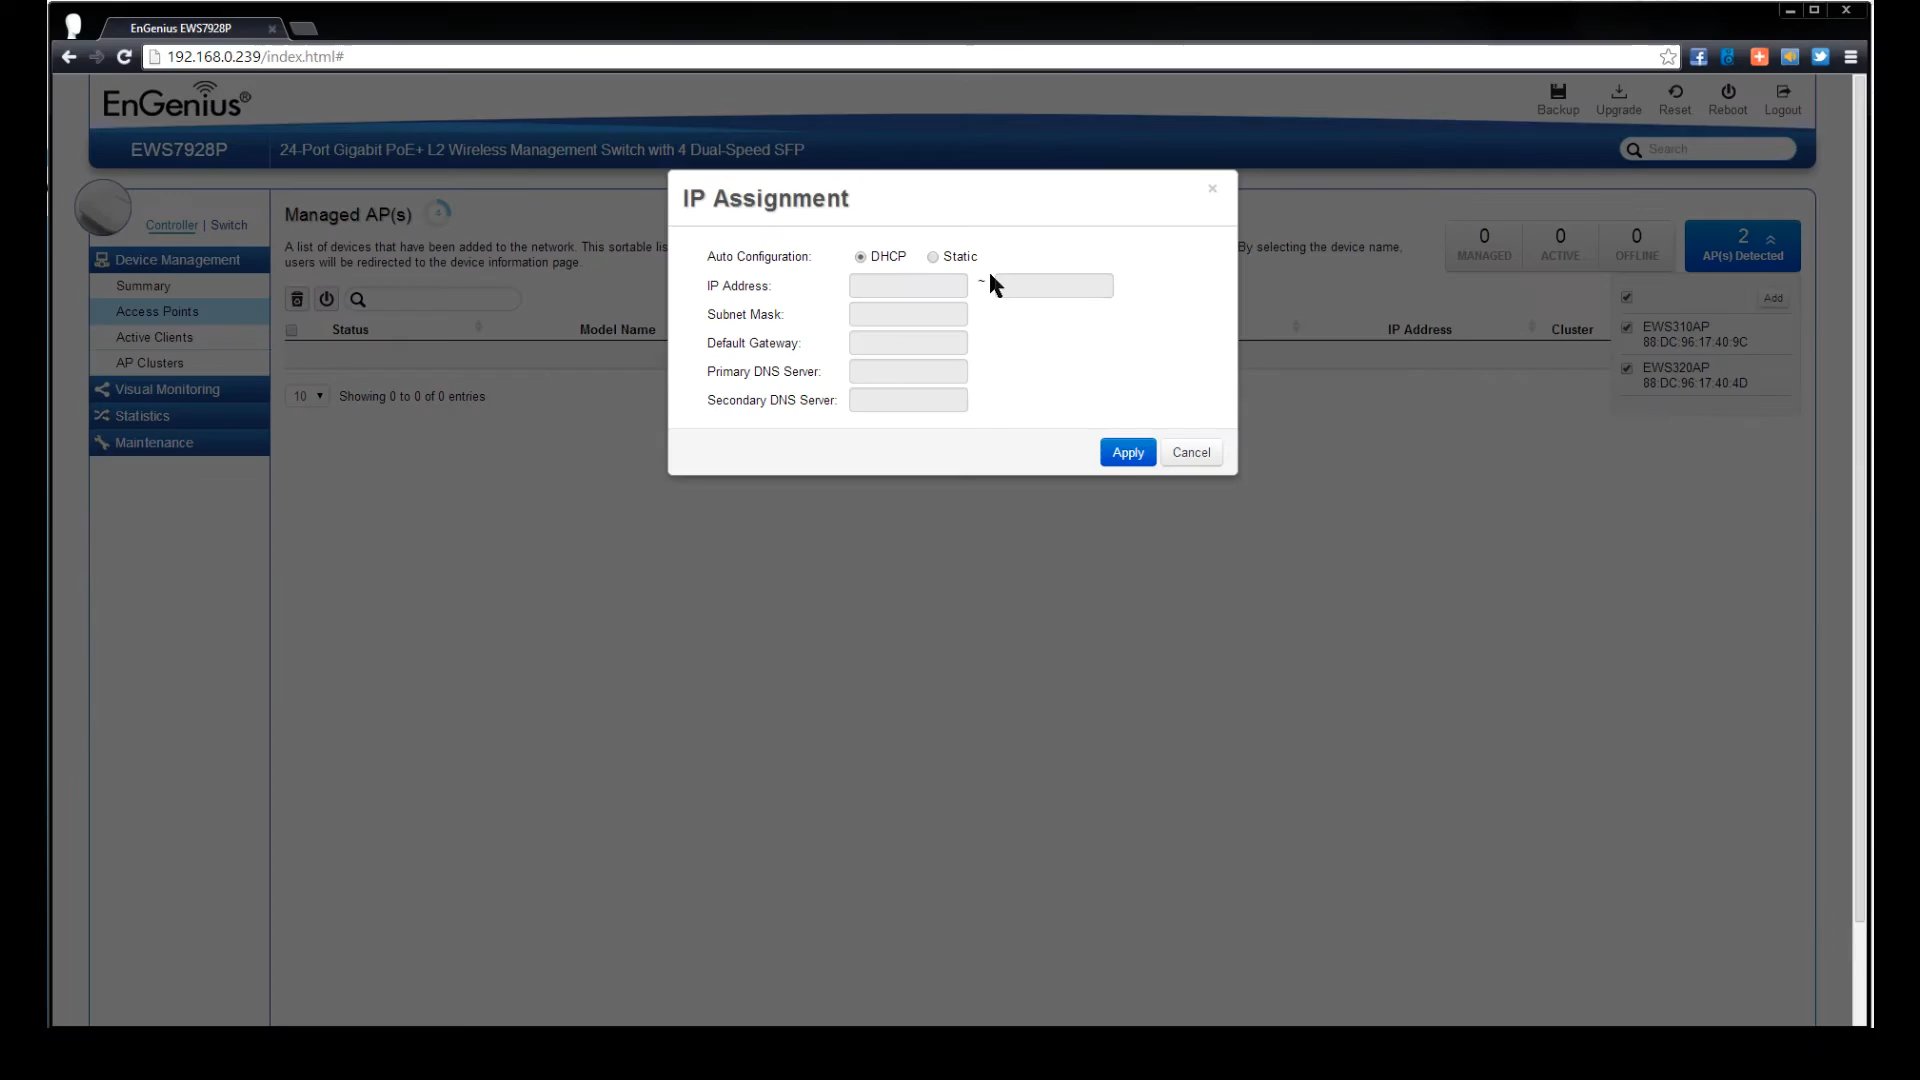 EnGenius EWS7928P
192.168.0.239/index.html#
EnGenius®
Backup
Upgrade
Reset
Reboot
Logout
EWS7928P
24-Port Gigabit PoE+ L2 Wireless Management Switch with 4 Dual-Speed SFP
Search
Controller | Switch
Device Management
Summary
Access Points
Active Clients
AP Clusters
Visual Monitoring
Statistics
Maintenance
Managed AP(s)
A list of devices that have been added to the network. This sortable lis
By selecting the device name,
users will be redirected to the device information page.
0
MANAGED
0
ACTIVE
0
OFFLINE
2
AP(s) Detected
Status
Model Name
IP Address
Cluster
10
Showing 0 to 0 of 0 entries
Add
EWS310AP
88:DC:96:17:40:9C
EWS320AP
88:DC:96:17:40:4D
IP Assignment
×
Auto Configuration:
DHCP
Static
IP Address:
~
Subnet Mask:
Default Gateway:
Primary DNS Server:
Secondary DNS Server:
Apply
Cancel